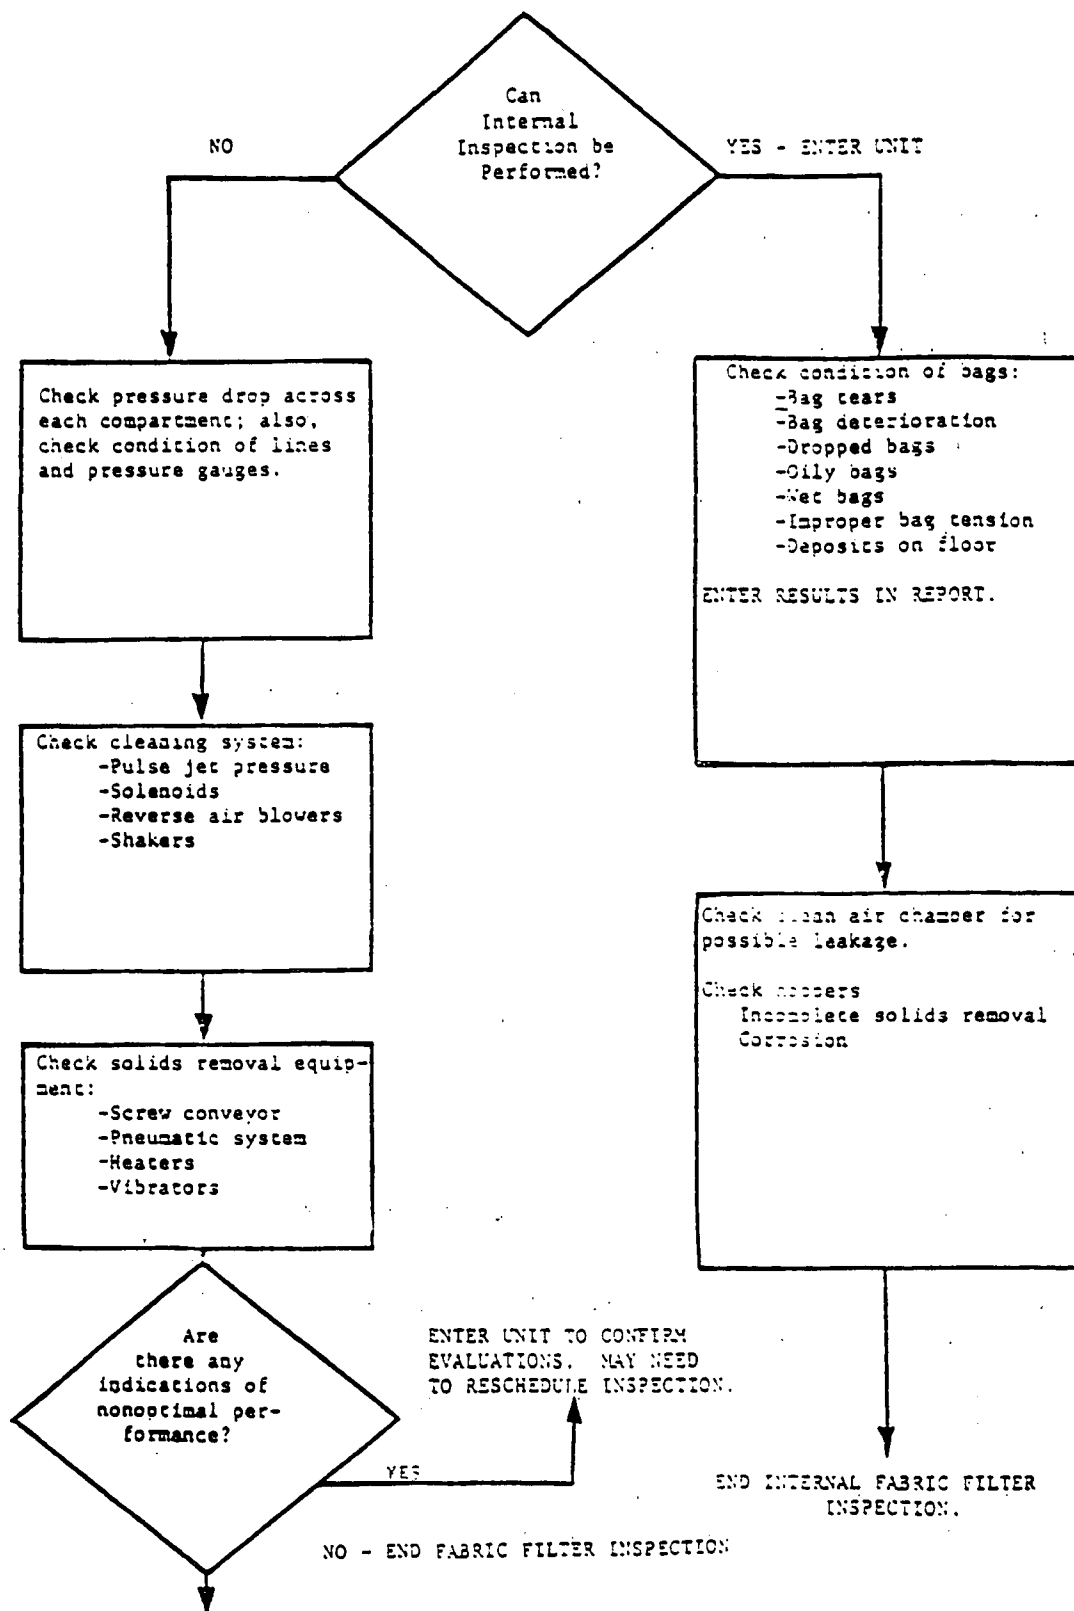 Can
Internal
Inspection be
Performed?
NO
YES - ENTER UNIT
Check pressure drop across
each compartment; also,
check condition of lines
and pressure gauges.
Check cleaning system:
-Pulse jet pressure
-Solenoids
-Reverse air blowers
-Shakers
Check solids removal equip-
ment:
-Screw conveyor
-Pneumatic system
-Heaters
-Vibrators
Are
there any
indications of
nonoptimal per-
formance?
YES
ENTER UNIT TO CONFIRM
EVALUATIONS. MAY NEED
TO RESCHEDULE INSPECTION.
NO - END FABRIC FILTER INSPECTION
Check condition of bags:
-Bag tears
-Bag deterioration
-Dropped bags
-Oily bags
-Wet bags
-Improper bag tension
-Deposits on floor
ENTER RESULTS IN REPORT.
Check clean air chamber for
possible leakage.
Check hoppers
Incomplete solids removal
Corrosion
END INTERNAL FABRIC FILTER
INSPECTION.